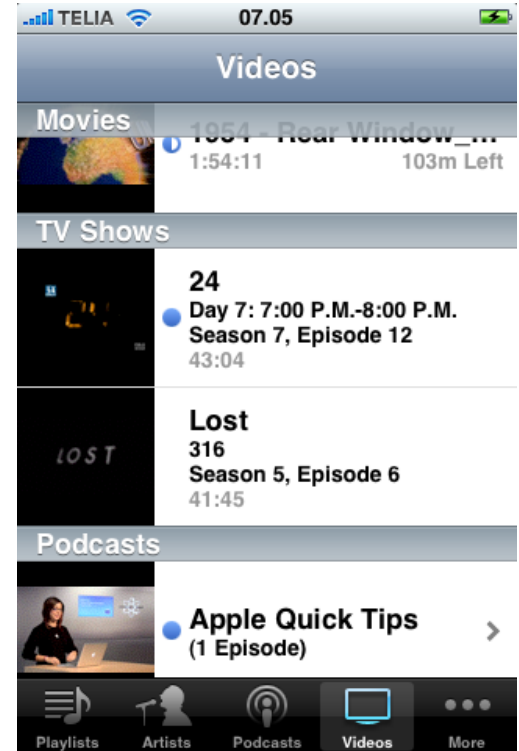 TELIA 07.05
Videos
Movies
1954 - Rear Window_...
1:54:11 103m Left
TV Shows
24
24
Day 7: 7:00 P.M.-8:00 P.M.
Season 7, Episode 12
43:04
LOST
Lost
316
Season 5, Episode 6
41:45
Podcasts
Apple Quick Tips
(1 Episode)
Playlists Artists Podcasts Videos More